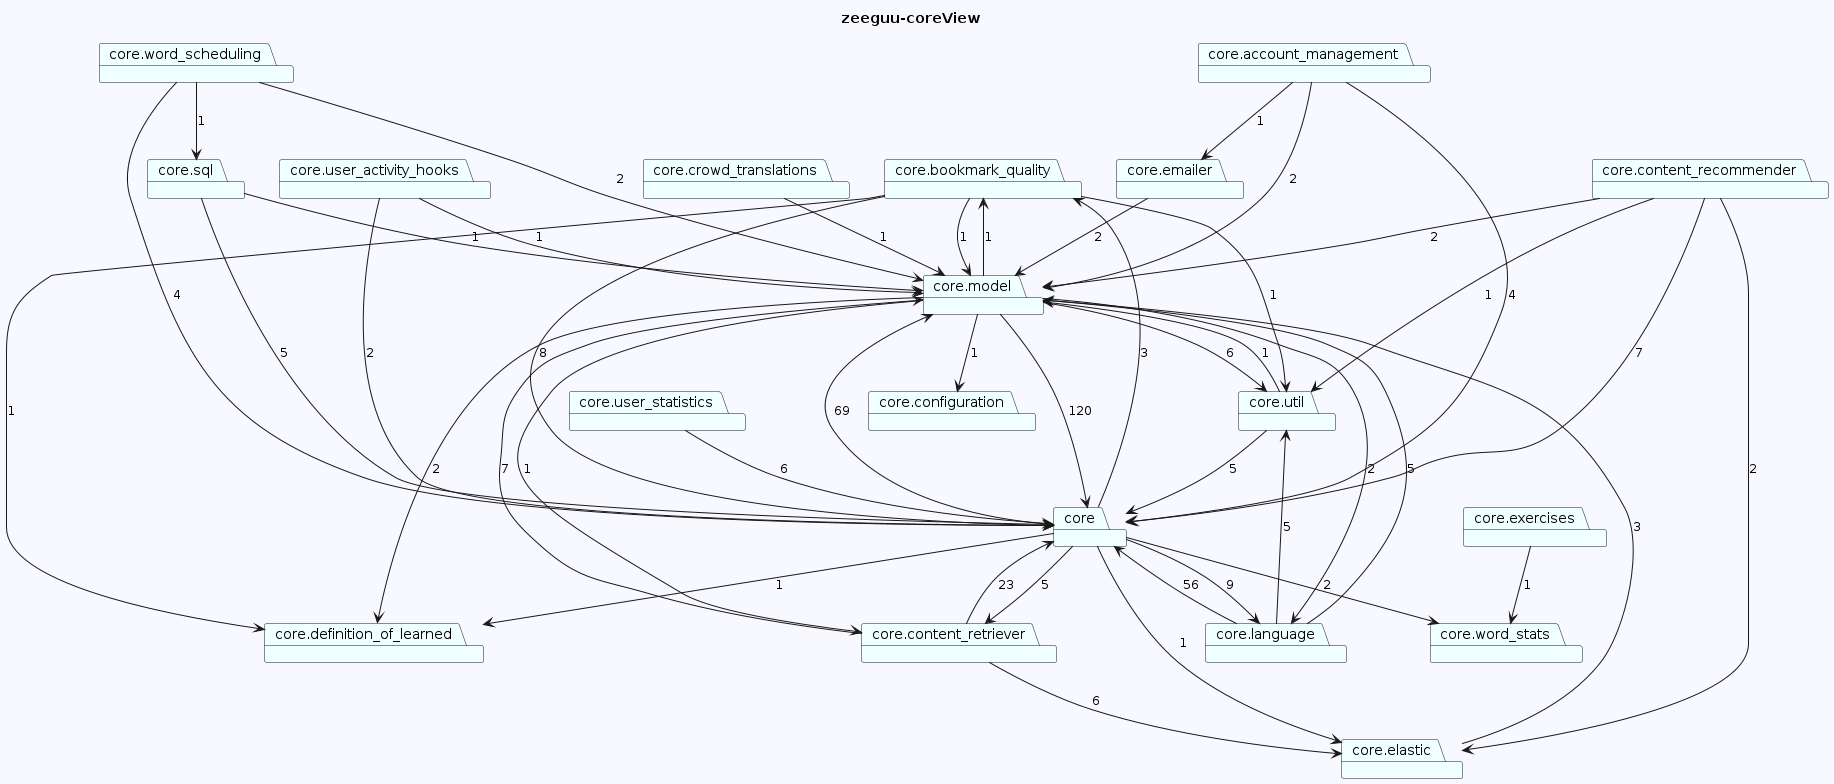 zeeguu-coreView
core.word_scheduling
core.account_management
1
1
core.sql
core.user_activity_hooks
core.crowd_translations
core.bookmark_quality
core.emailer
core.content_recommender
2
2
1
1
1
1
1
2
2
4
core.model
1
1
4
5
2
8
1
6
1
7
3
core.user_statistics
core.configuration
core.util
1
69
120
2
7
1
6
5
2
5
2
core
core.exercises
5
3
1
23
5
56
9
2
1
core.definition_of_learned
core.content_retriever
core.language
core.word_stats
1
6
core.elastic